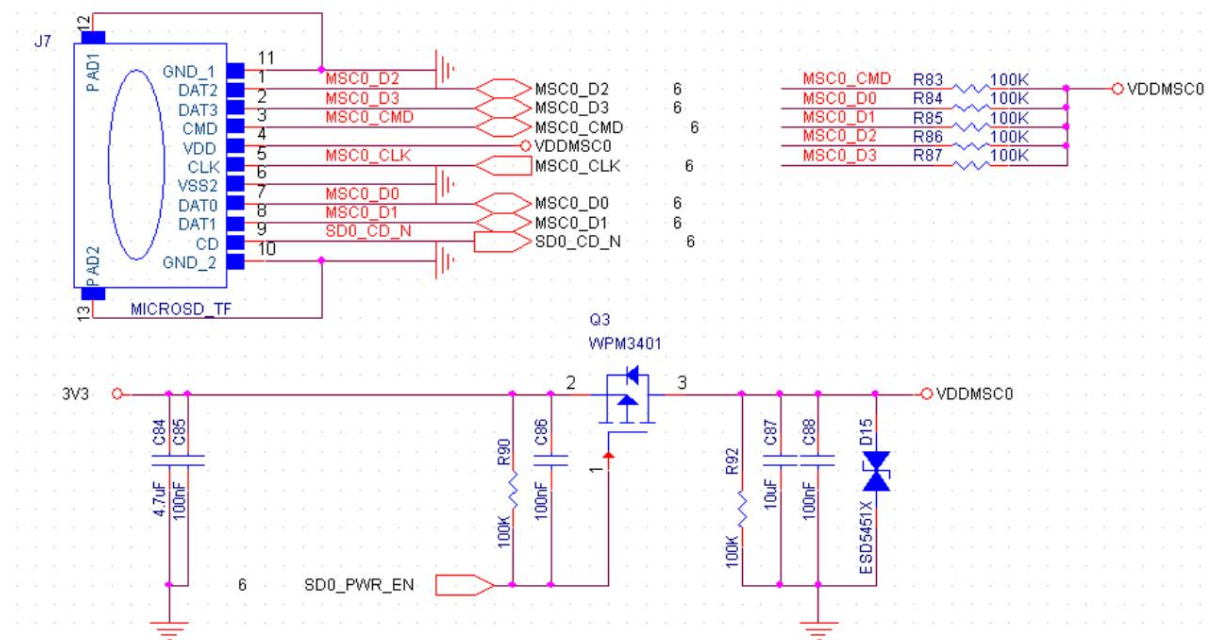 J7
12
PAD1
GND_1 11
DAT2 1 MSC0_D2 MSC0_D2 6
DAT3 2 MSC0_D3 MSC0_D3 6
CMD 3 MSC0_CMD MSC0_CMD 6
VDD 4 VDDMSC0
CLK 5 MSC0_CLK MSC0_CLK 6
VSS2 6
DAT0 7 MSC0_D0 MSC0_D0 6
DAT1 8 MSC0_D1 MSC0_D1 6
CD 9 SD0_CD_N SD0_CD_N 6
GND_2 10
PAD2
13
MICROSD_TF
MSC0_CMD R83 100K VDDMSC0
MSC0_D0 R84 100K
MSC0_D1 R85 100K
MSC0_D2 R86 100K
MSC0_D3 R87 100K
Q3
WPM3401
3V3 2 3 VDDMSC0
1
C84 4.7uF
C85 100nF
R90 100K
C86 100nF
R92 100K
C87 10uF
C88 100nF
D15 ESD5451X
6 SD0_PWR_EN